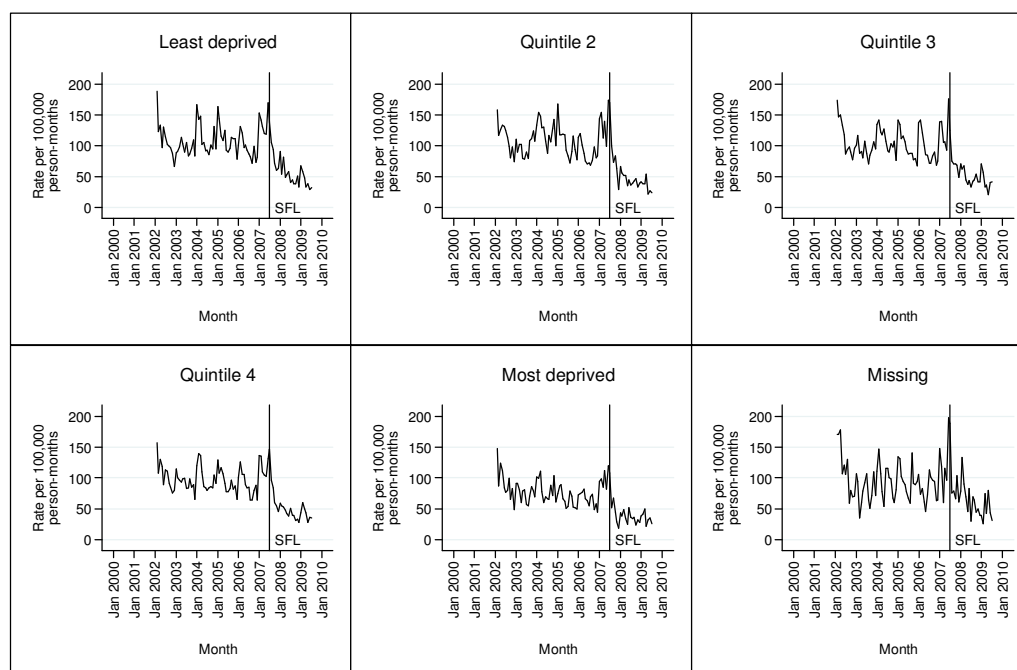 Least deprived
Rate per 100,000
person-months
200
150
100
50
0
SFL
Jan 2000
Jan 2001
Jan 2002
Jan 2003
Jan 2004
Jan 2005
Jan 2006
Jan 2007
Jan 2008
Jan 2009
Jan 2010
Month
Quintile 2
Rate per 100,000
person-months
200
150
100
50
0
SFL
Jan 2000
Jan 2001
Jan 2002
Jan 2003
Jan 2004
Jan 2005
Jan 2006
Jan 2007
Jan 2008
Jan 2009
Jan 2010
Month
Quintile 3
Rate per 100,000
person-months
200
150
100
50
0
SFL
Jan 2000
Jan 2001
Jan 2002
Jan 2003
Jan 2004
Jan 2005
Jan 2006
Jan 2007
Jan 2008
Jan 2009
Jan 2010
Month
Quintile 4
Rate per 100,000
person-months
200
150
100
50
0
SFL
Jan 2000
Jan 2001
Jan 2002
Jan 2003
Jan 2004
Jan 2005
Jan 2006
Jan 2007
Jan 2008
Jan 2009
Jan 2010
Month
Most deprived
Rate per 100,000
person-months
200
150
100
50
0
SFL
Jan 2000
Jan 2001
Jan 2002
Jan 2003
Jan 2004
Jan 2005
Jan 2006
Jan 2007
Jan 2008
Jan 2009
Jan 2010
Month
Missing
Rate per 100,000
person-months
200
150
100
50
0
SFL
Jan 2000
Jan 2001
Jan 2002
Jan 2003
Jan 2004
Jan 2005
Jan 2006
Jan 2007
Jan 2008
Jan 2009
Jan 2010
Month